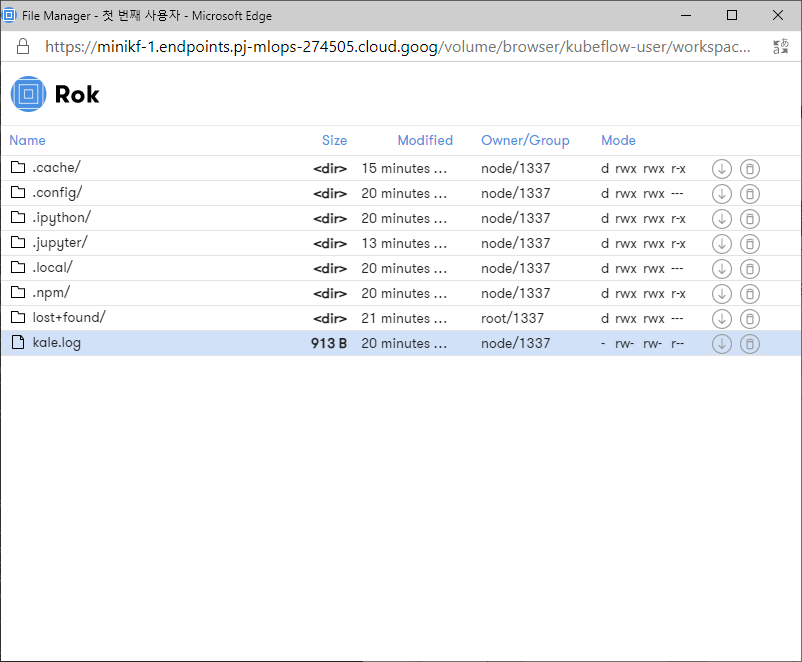 File Manager - 첫 번째 사용자 - Microsoft Edge
https://minikf-1.endpoints.pj-mlops-274505.cloud.goog/volume/browser/kubeflow-user/workspac...
Rok
Name Size Modified Owner/Group Mode
.cache/ <dir> 15 minutes ... node/1337 d rwx rwx r-x
.config/ <dir> 20 minutes ... node/1337 d rwx rwx ---
.ipython/ <dir> 20 minutes ... node/1337 d rwx rwx r-x
.jupyter/ <dir> 13 minutes ... node/1337 d rwx rwx r-x
.local/ <dir> 20 minutes ... node/1337 d rwx rwx ---
.npm/ <dir> 20 minutes ... node/1337 d rwx rwx r-x
lost+found/ <dir> 21 minutes ... root/1337 d rwx rwx ---
kale.log 913 B 20 minutes ... node/1337 - rw- rw- r--